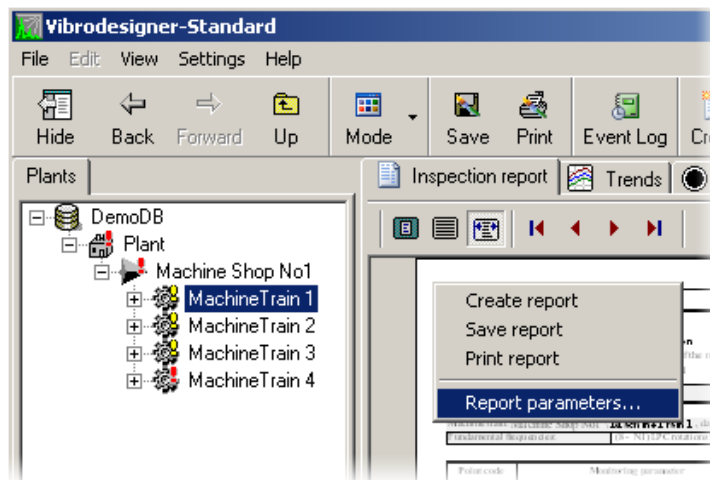 Vibrodesigner-Standard
File Edit View Settings Help
Hide Back Forward Up Mode Save Print Event Log Cr
Plants
Inspection report Trends
DemoDB
Plant
Machine Shop No1
MachineTrain 1
MachineTrain 2
MachineTrain 3
MachineTrain 4
Create report
Save report
Print report
Report parameters...
Fundamental frequencies:
Point code Monitoring parameter